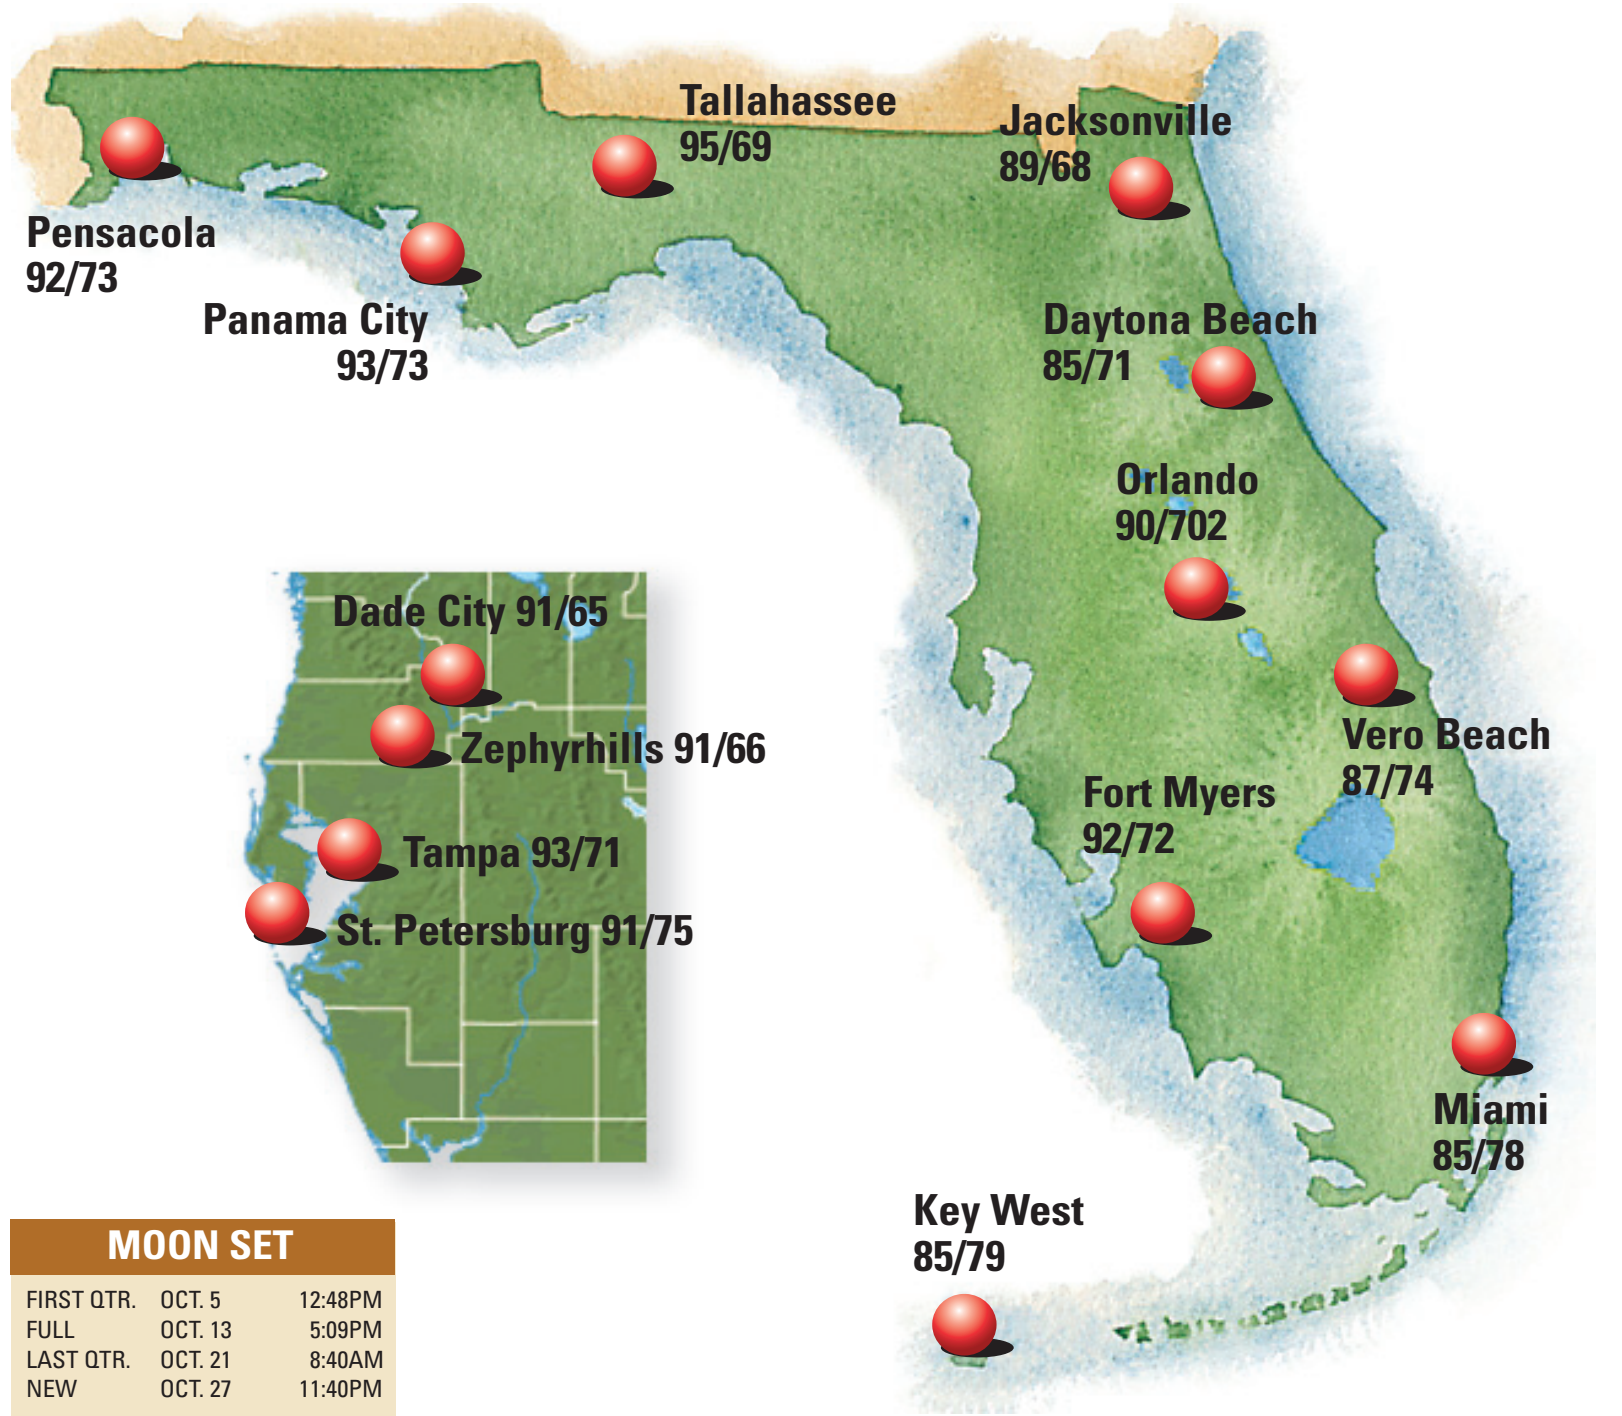 Tallahassee
95/69
Jacksonville
89/68
Pensacola
92/73
Panama City
93/73
Daytona Beach
85/71
Orlando
90/702
Dade City 91/65
Zephyrhills 91/66
Tampa 93/71
St. Petersburg 91/75
Vero Beach
87/74
Fort Myers
92/72
Miami
85/78
Key West
85/79
MOON SET
FIRST QTR. OCT. 5 12:48PM
FULL OCT. 13 5:09PM
LAST QTR. OCT. 21 8:40AM
NEW OCT. 27 11:40PM